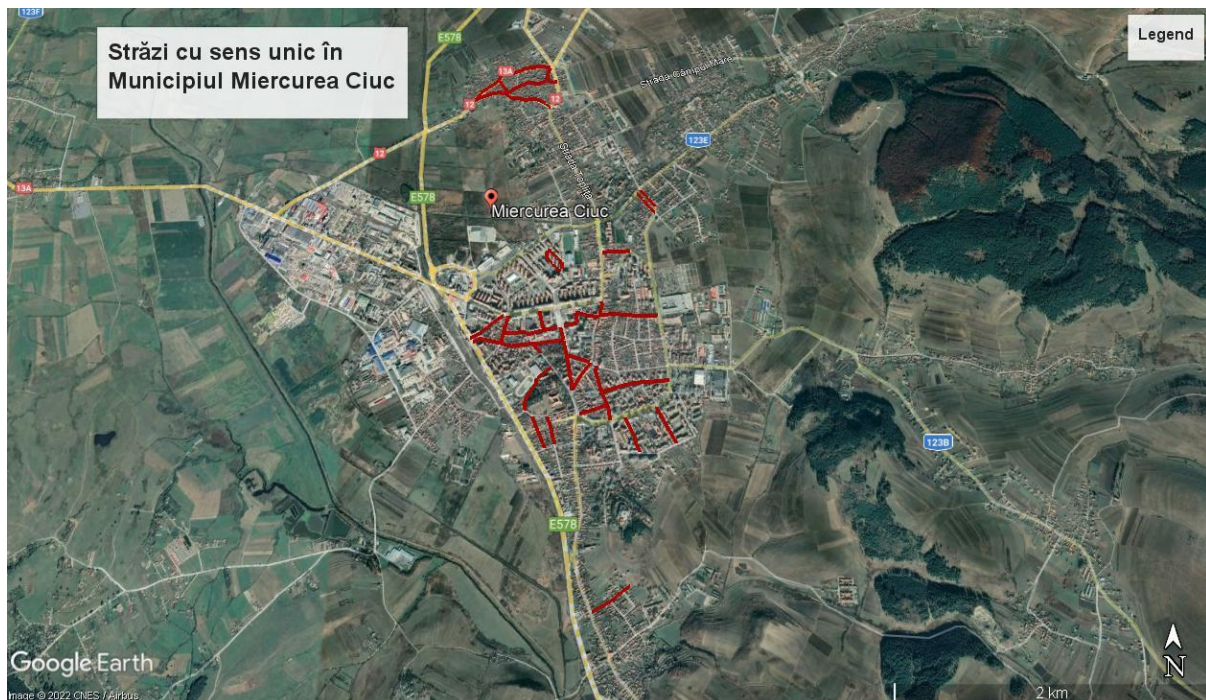 123F
E578
Străzi cu sens unic în
Municipiul Miercurea Ciuc
Legend
13A
Strada Câmpul Mare
12
12
123E
12
13A
E578
Miercurea Ciuc
123B
E578
Google Earth
N
Image © 2022 CNES / Airbus
2 km